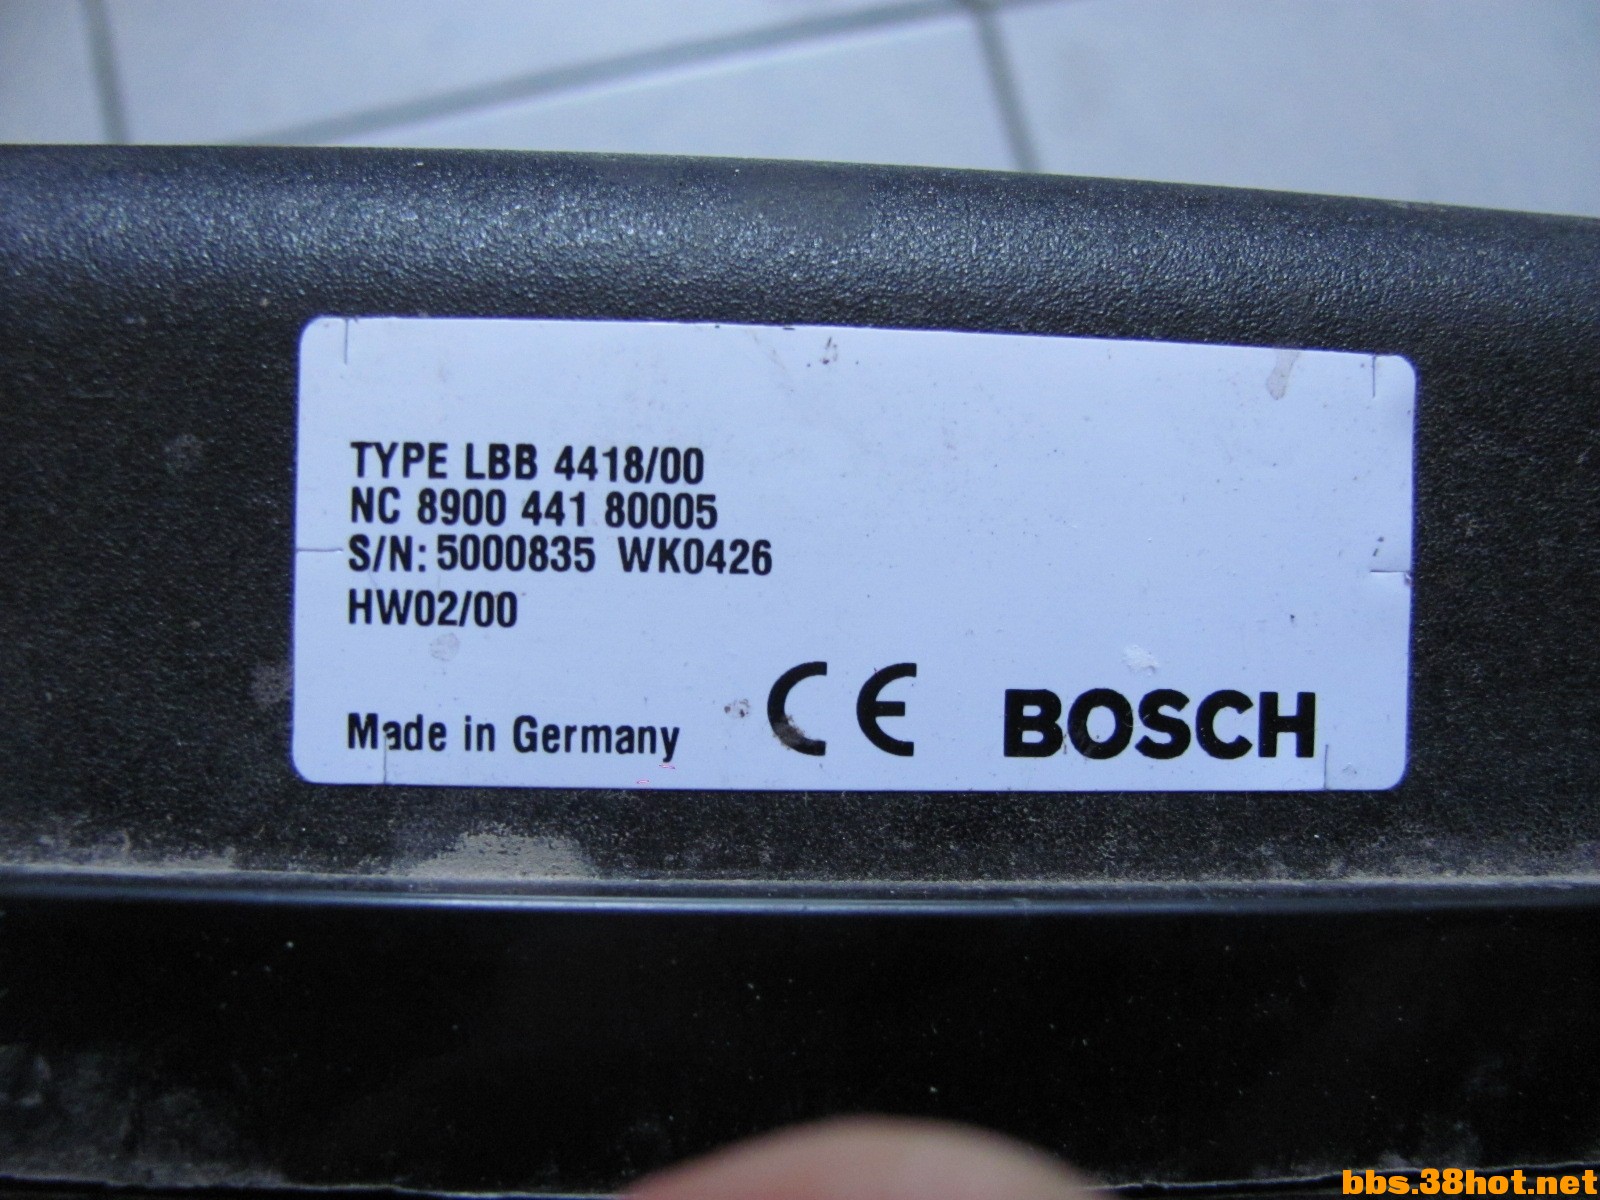 TYPE LBB 4418/00
NC 8900 441 80005
S/N: 5000835 WK0426
HW02/00
Made in Germany CE BOSCH
bbs.38hot.net